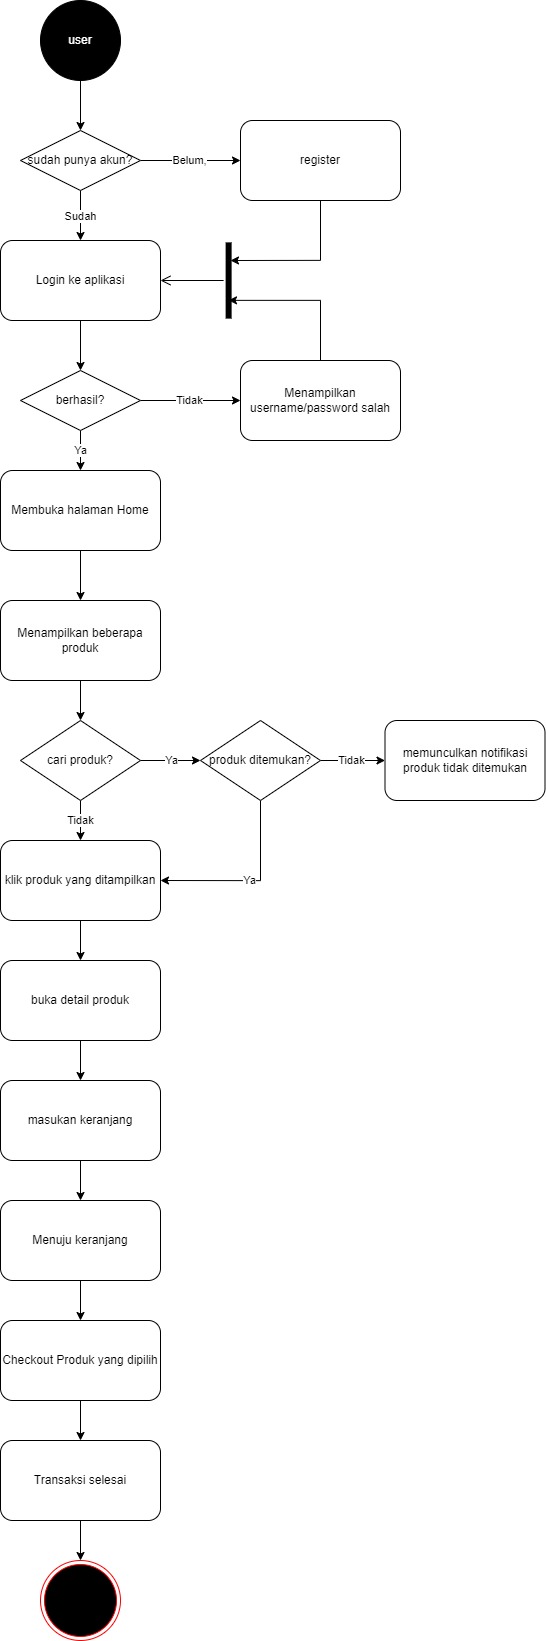 user
sudah punya akun?
Belum,
register
Sudah
Login ke aplikasi
berhasil?
Tidak
Menampilkan
username/password salah
Ya
Membuka halaman Home
Menampilkan beberapa
produk
cari produk?
Ya
produk ditemukan?
Tidak
memunculkan notifikasi
produk tidak ditemukan
Tidak
klik produk yang ditampilkan
Ya
buka detail produk
masukan keranjang
Menuju keranjang
Checkout Produk yang dipilih
Transaksi selesai